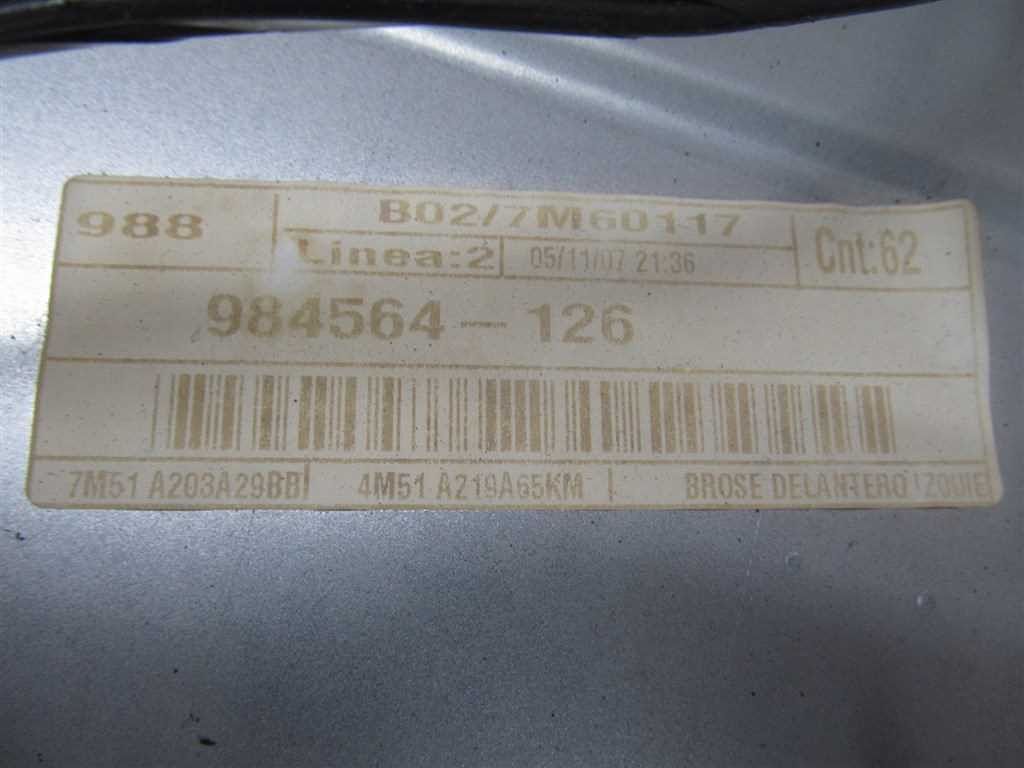 988
B02/7M60117
Linea:2
05/11/07 21:36
Cnt:62
984564-126
7M51 A203A29BB
4M51 A219A65KM
BROSE DELANTERO IZQUIE